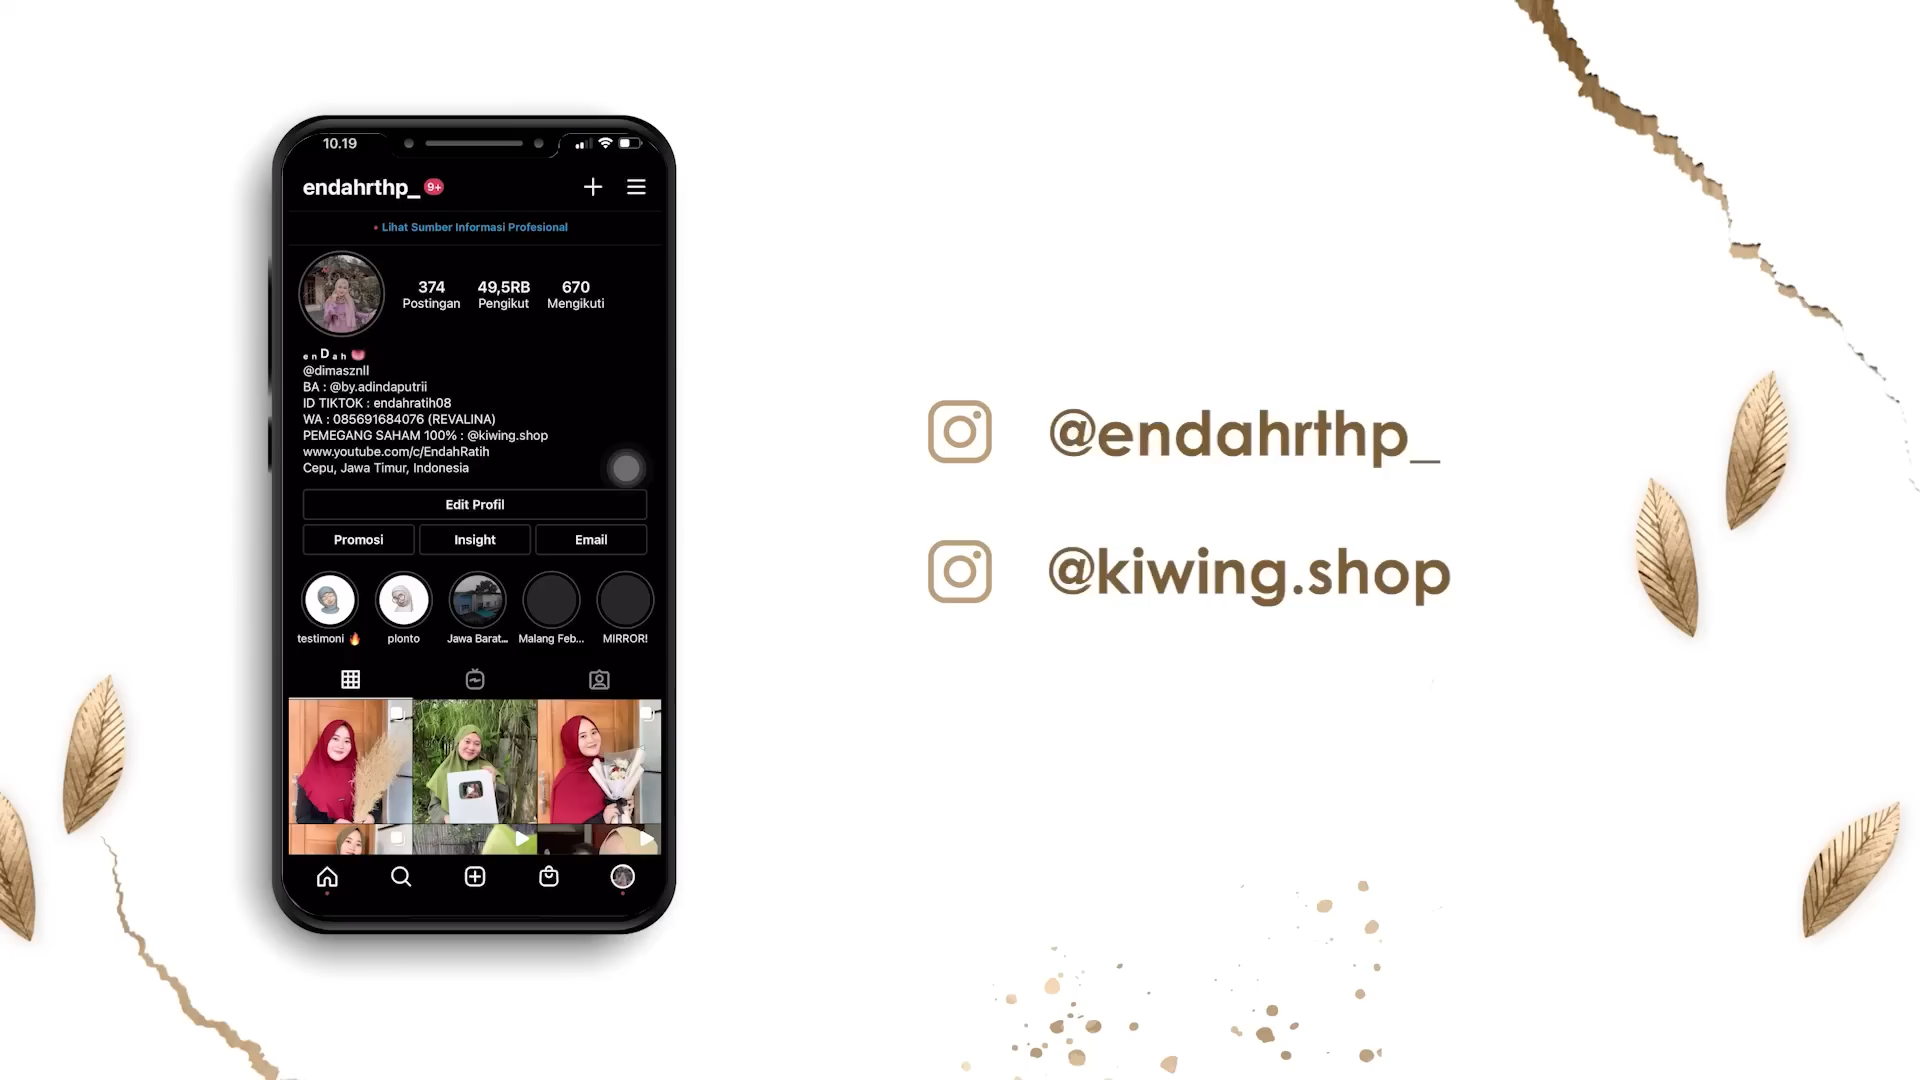 10.19
endahrthp_ 9+
Lihat Sumber Informasi Profesional
374 49,5RB 670
Postingan Pengikut Mengikuti
enDah 👅
@dimasznll
BA : @by.adindaputrii
ID TIKTOK : endahratih08
WA : 085691684076 (REVALINA)
PEMEGANG SAHAM 100% : @kiwing.shop
www.youtube.com/c/EndahRatih
Cepu, Jawa Timur, Indonesia
Edit Profil
Promosi Insight Email
testimoni 🔥 plonto Jawa Barat... Malang Feb... MIRROR!
@endahrthp_
@kiwing.shop